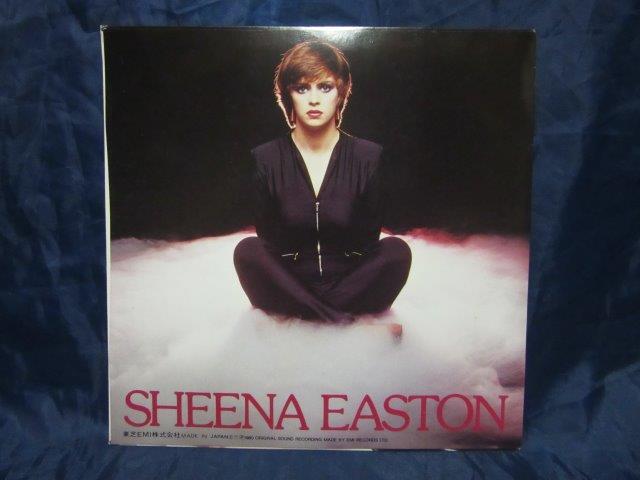 SHEENA EASTON
東芝EMI株式会社 MADE IN JAPAN Ⓒ Ⓟ 1980 ORIGINAL SOUND RECORDING MADE BY EMI RECORDS LTD.